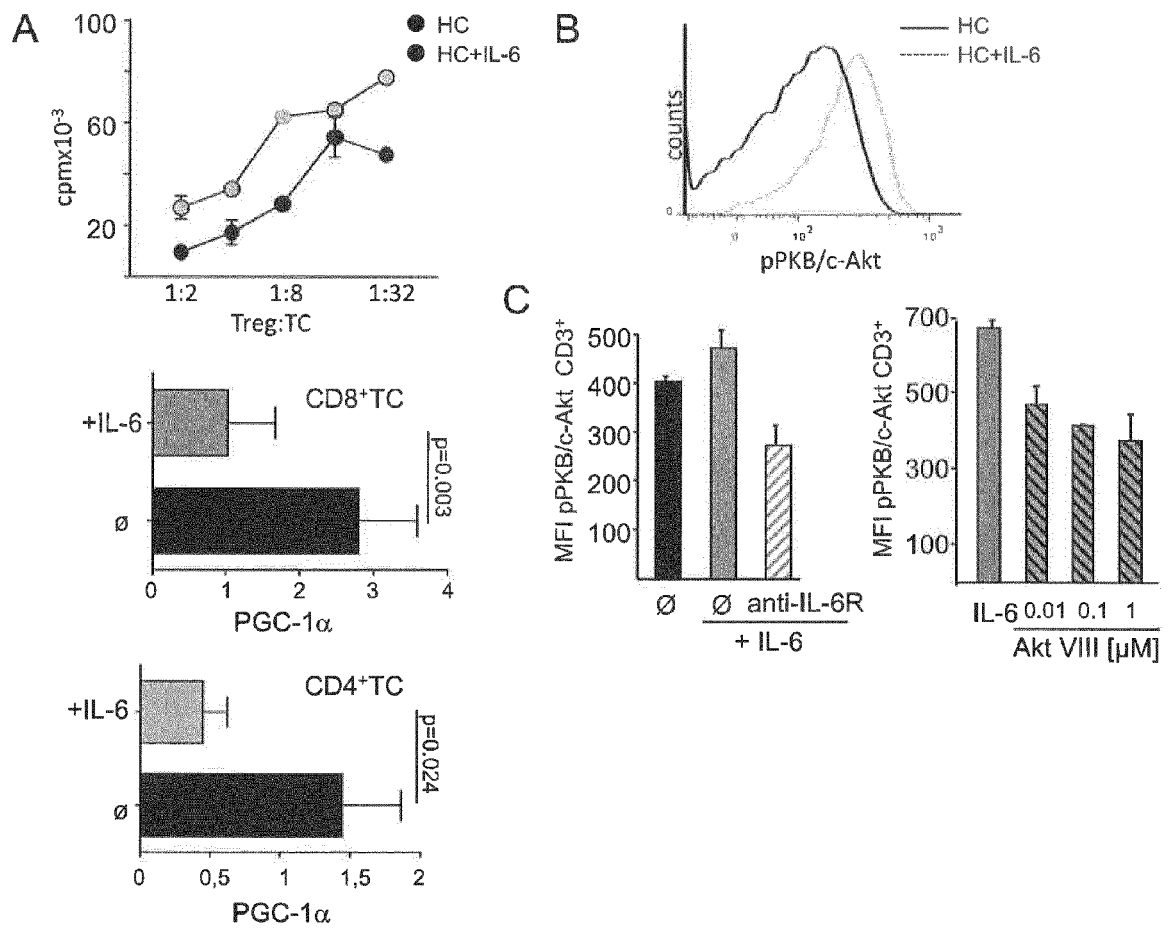 A
100
60
20
cpmx10-3
HC
HC+IL-6
1:2 1:8 1:32
Treg:TC
B
counts
0
HC
HC+IL-6
0 10² 10³
pPKB/c-Akt
+IL-6
ø
CD8⁺TC
p=0.003
0 1 2 3 4
PGC-1α
+IL-6
ø
CD4⁺TC
p=0.024
0 0,5 1 1,5 2
PGC-1α
C
MFI pPKB/c-Akt CD3⁺
500
400
300
200
100
Ø Ø anti-IL-6R
+ IL-6
MFI pPKB/c-Akt CD3⁺
700
500
300
100
IL-6 0.01 0.1 1
Akt VIII [µM]